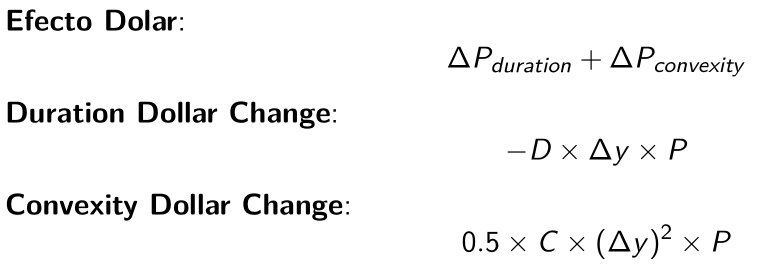 Efecto Dolar:
ΔP_duration + ΔP_convexity
Duration Dollar Change:
−D × Δy × P
Convexity Dollar Change:
0.5 × C × (Δy)² × P